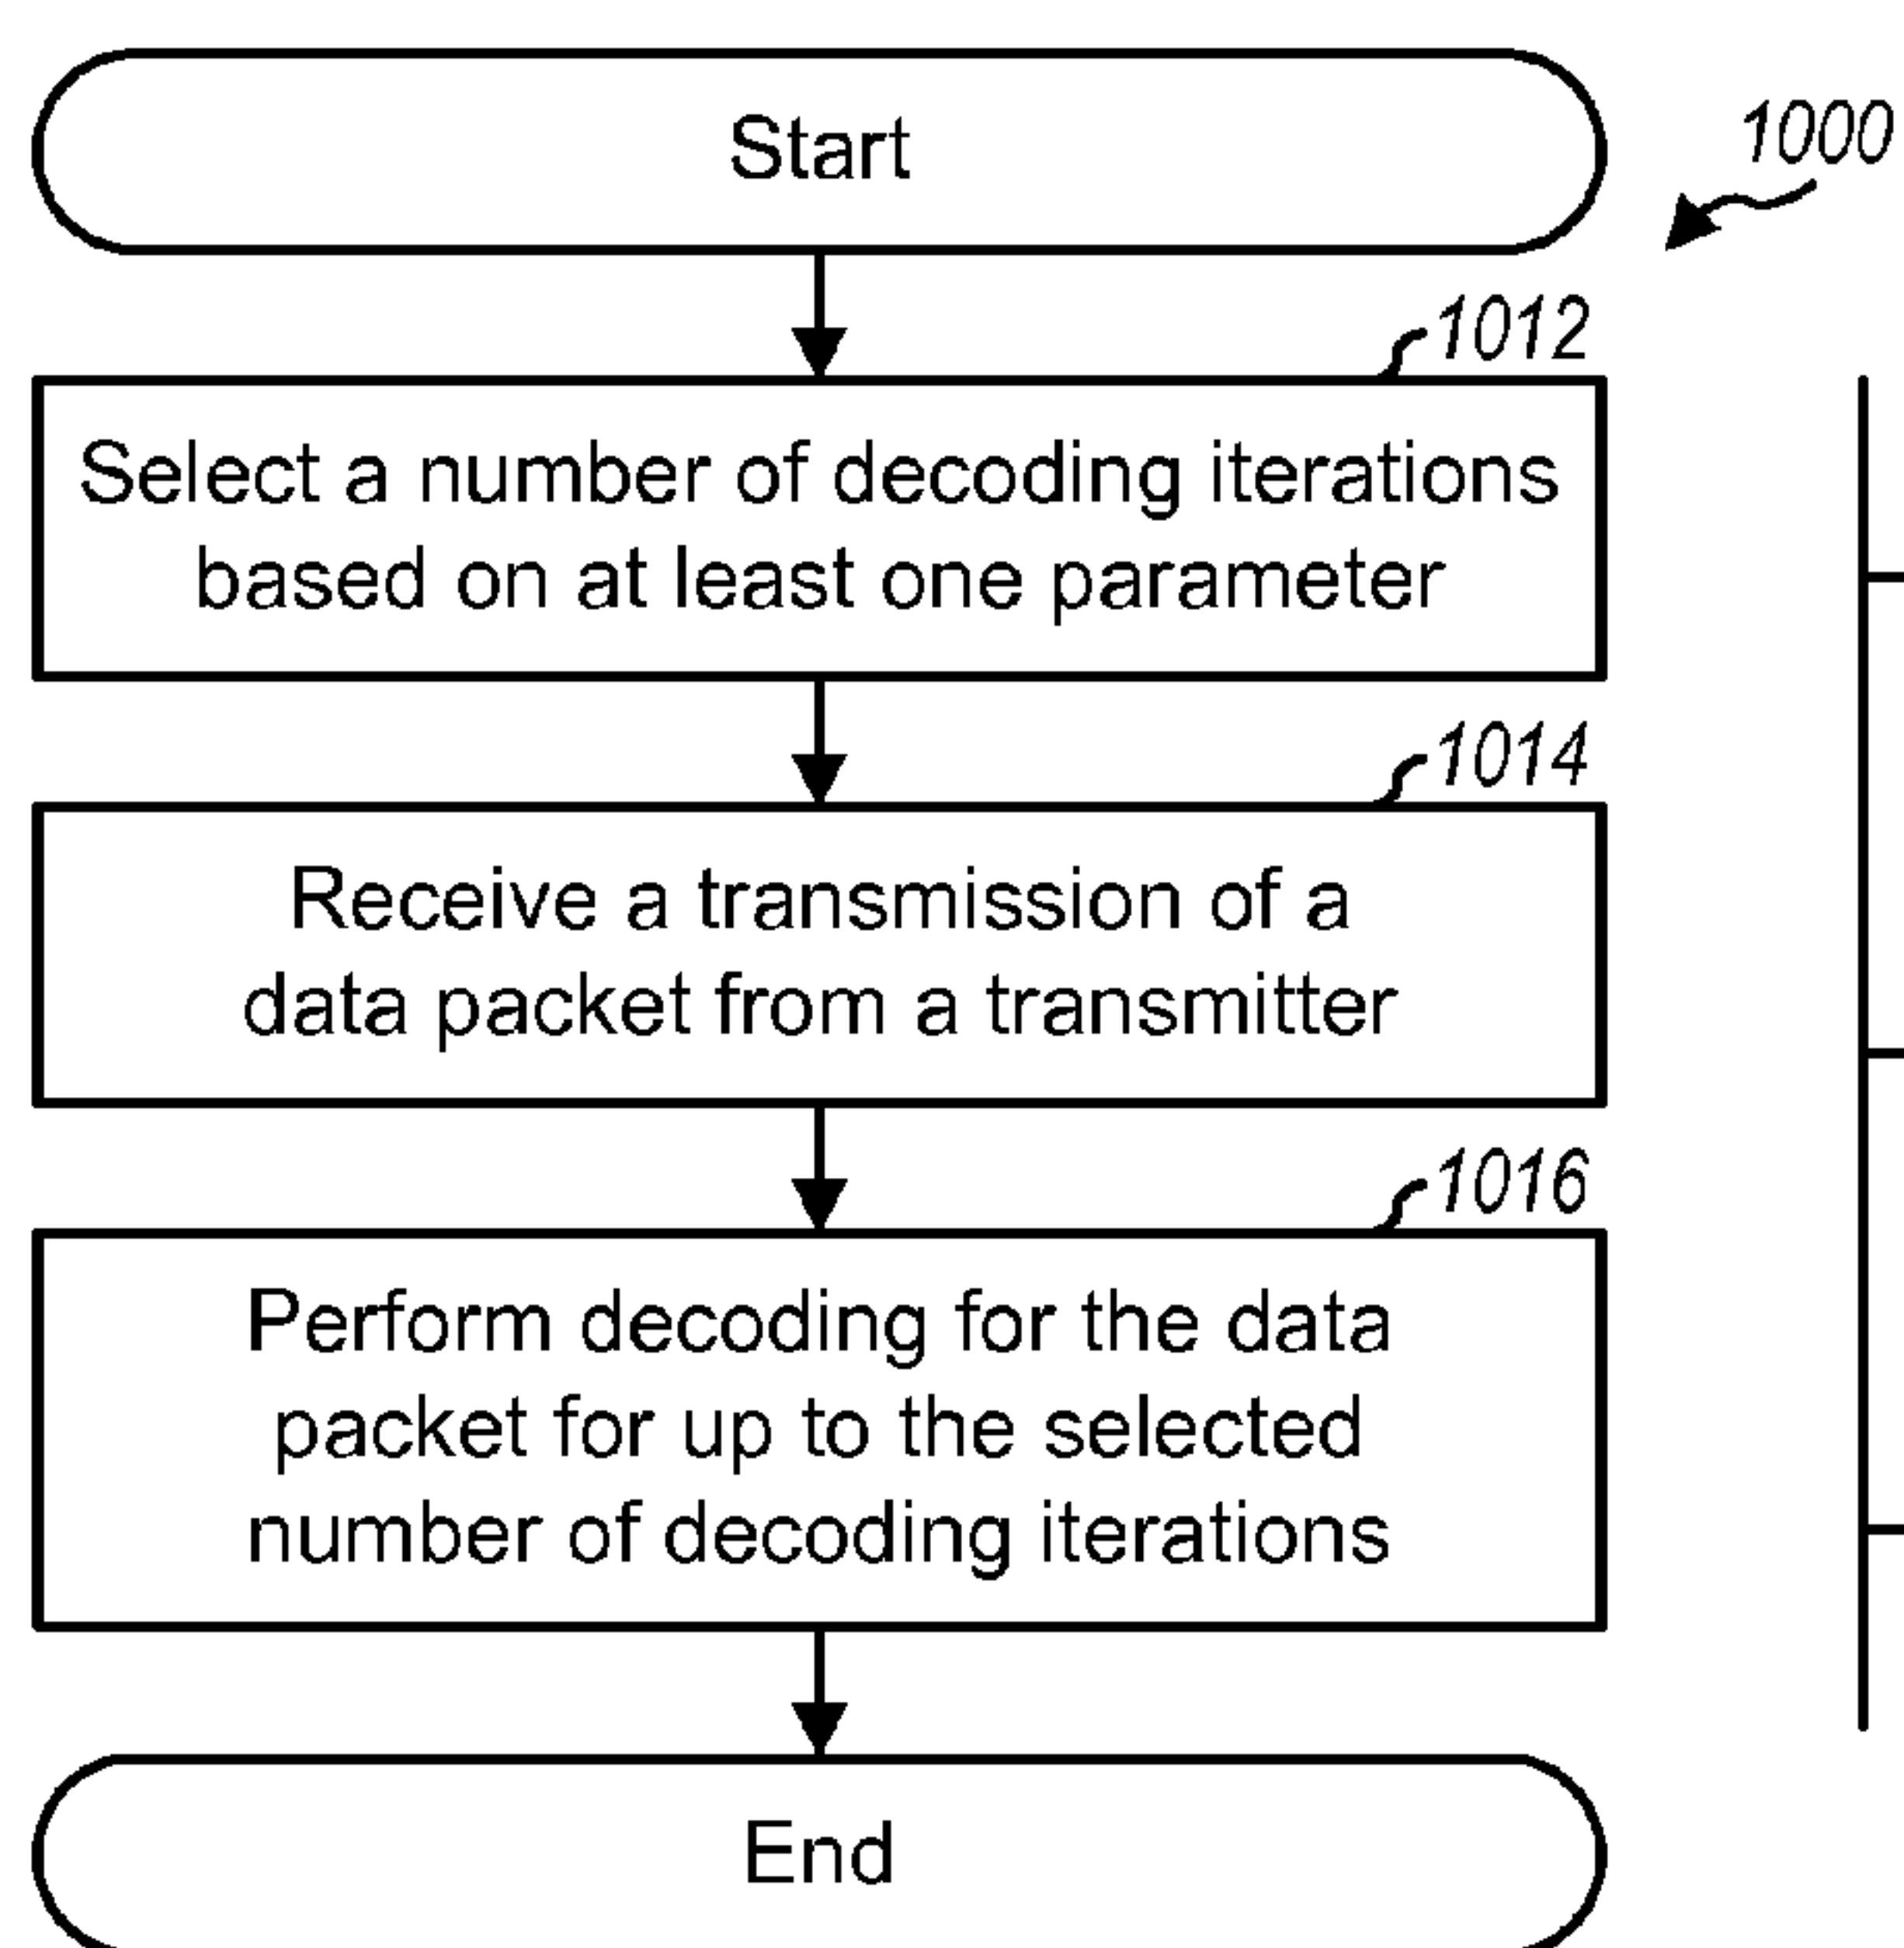 Start
1000
1012
Select a number of decoding iterations
based on at least one parameter
1014
Receive a transmission of a
data packet from a transmitter
1016
Perform decoding for the data
packet for up to the selected
number of decoding iterations
End